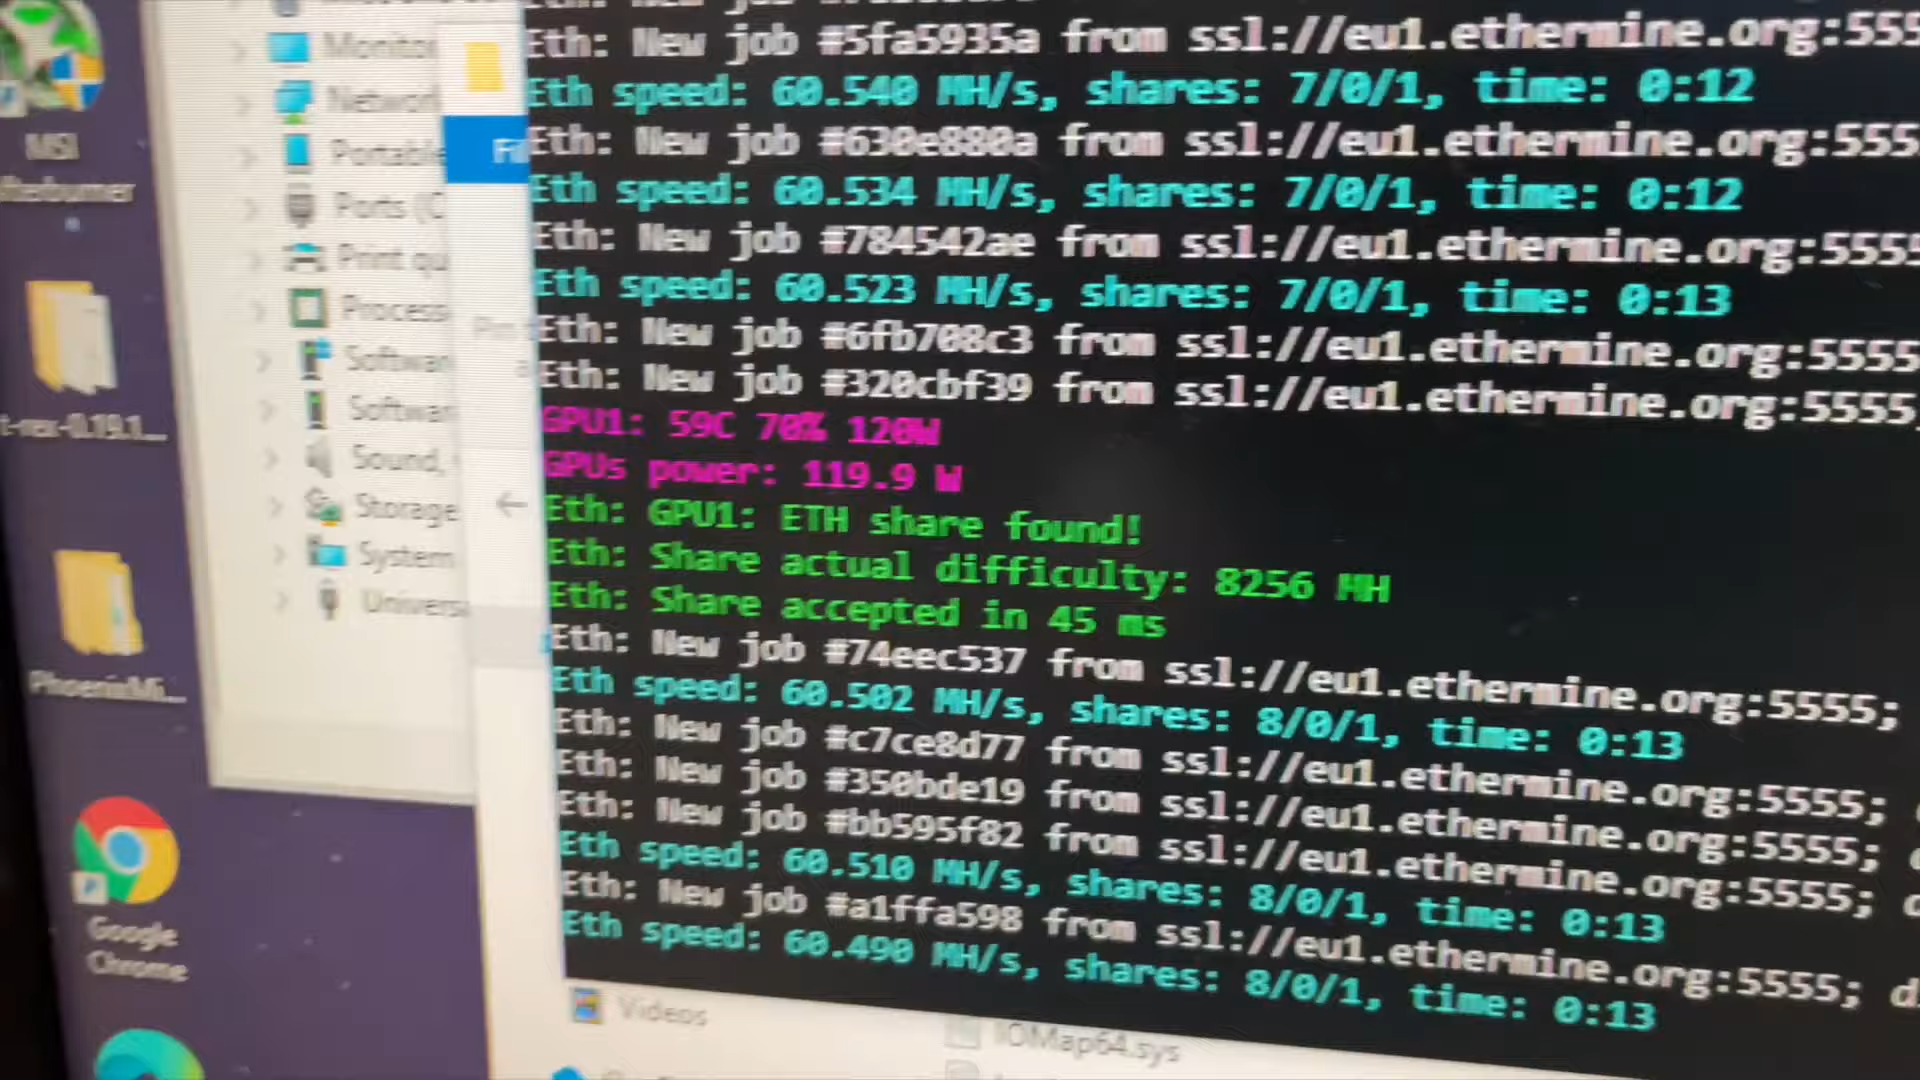 MSI
Afterburner
t-rex-0.19.1...
PhoenixMi...
Google
Chrome
Monitor
Network
Portable
Ports (C
Print qu
Process
Softwar
Softwar
Sound,
Storage
System
Universa
Fil
Eth: New job #5fa5935a from ssl://eu1.ethermine.org:555
Eth speed: 60.540 MH/s, shares: 7/0/1, time: 0:12
Eth: New job #630e880a from ssl://eu1.ethermine.org:555
Eth speed: 60.534 MH/s, shares: 7/0/1, time: 0:12
Eth: New job #784542ae from ssl://eu1.ethermine.org:5555
Eth speed: 60.523 MH/s, shares: 7/0/1, time: 0:13
Eth: New job #6fb708c3 from ssl://eu1.ethermine.org:5555
Eth: New job #320cbf39 from ssl://eu1.ethermine.org:5555;
GPU1: 59C 70% 120W
GPUs power: 119.9 W
Eth: GPU1: ETH share found!
Eth: Share actual difficulty: 8256 MH
Eth: Share accepted in 45 ms
Eth: New job #74eec537 from ssl://eu1.ethermine.org:5555;
Eth speed: 60.502 MH/s, shares: 8/0/1, time: 0:13
Eth: New job #c7ce8d77 from ssl://eu1.ethermine.org:5555;
Eth: New job #350bde19 from ssl://eu1.ethermine.org:5555;
Eth: New job #bb595f82 from ssl://eu1.ethermine.org:5555;
Eth speed: 60.510 MH/s, shares: 8/0/1, time: 0:13
Eth: New job #a1ffa598 from ssl://eu1.ethermine.org:5555; d
Eth speed: 60.490 MH/s, shares: 8/0/1, time: 0:13
Videos
IOMap64.sys